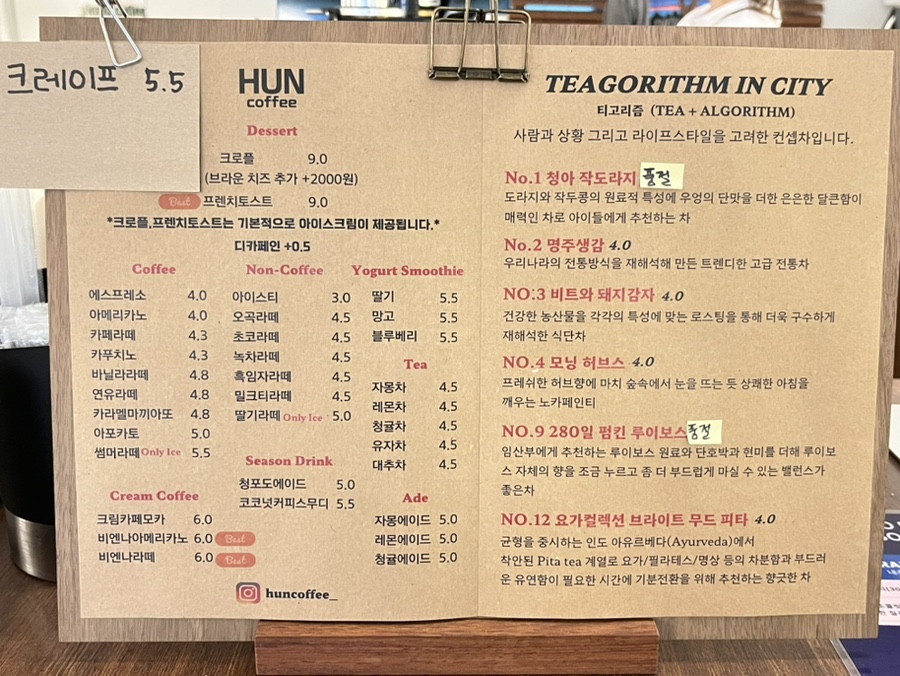 크레이프 5.5
HUN
coffee
Dessert
크로플 9.0
(브라운 치즈 추가 +2000원)
Best 프렌치토스트 9.0
*크로플,프렌치토스트는 기본적으로 아이스크림이 제공됩니다.*
디카페인 +0.5
Coffee
에스프레소 4.0
아메리카노 4.0
카페라떼 4.3
카푸치노 4.3
바닐라라떼 4.8
연유라떼 4.8
카라멜마끼아또 4.8
아포카토 5.0
썸머라떼 Only Ice 5.5
Cream Coffee
크림카페모카 6.0
비엔나아메리카노 6.0 Best
비엔나라떼 6.0 Best
Non-Coffee
아이스티 3.0
오곡라떼 4.5
초코라떼 4.5
녹차라떼 4.5
흑임자라떼 4.5
밀크티라떼 4.5
딸기라떼 Only Ice 5.0
Season Drink
청포도에이드 5.0
코코넛커피스무디 5.5
Yogurt Smoothie
딸기 5.5
망고 5.5
블루베리 5.5
Tea
자몽차 4.5
레몬차 4.5
청귤차 4.5
유자차 4.5
대추차 4.5
Ade
자몽에이드 5.0
레몬에이드 5.0
청귤에이드 5.0
huncoffee_
TEAGORITHM IN CITY
티고리즘 (TEA + ALGORITHM)
사람과 상황 그리고 라이프스타일을 고려한 컨셉차입니다.
No.1 청아 작도라지 품절
도라지와 작두콩의 원료적 특성에 우엉의 단맛을 더한 은은한 달큰함이
매력인 차로 아이들에게 추천하는 차
No.2 명주생감 4.0
우리나라의 전통방식을 재해석해 만든 트렌디한 고급 전통차
NO.3 비트와 돼지감자 4.0
건강한 농산물을 각각의 특성에 맞는 로스팅을 통해 더욱 구수하게
재해석한 식단차
NO.4 모닝 허브스 4.0
프레쉬한 허브향에 마치 숲속에서 눈을 뜨는 듯 상쾌한 아침을
깨우는 노카페인티
NO.9 280일 펌킨 루이보스 품절
임산부에게 추천하는 루이보스 원료와 단호박과 현미를 더해 루이보
스 자체의 향을 조금 누르고 좀 더 부드럽게 마실 수 있는 밸런스가
좋은차
NO.12 요가컬렉션 브라이트 무드 피타 4.0
균형을 중시하는 인도 아유르베다(Ayurveda)에서
착안된 Pita tea 계열로 요가/필라테스/명상 등의 차분함과 부드러
운 유연함이 필요한 시간에 기분전환을 위해 추천하는 향긋한 차